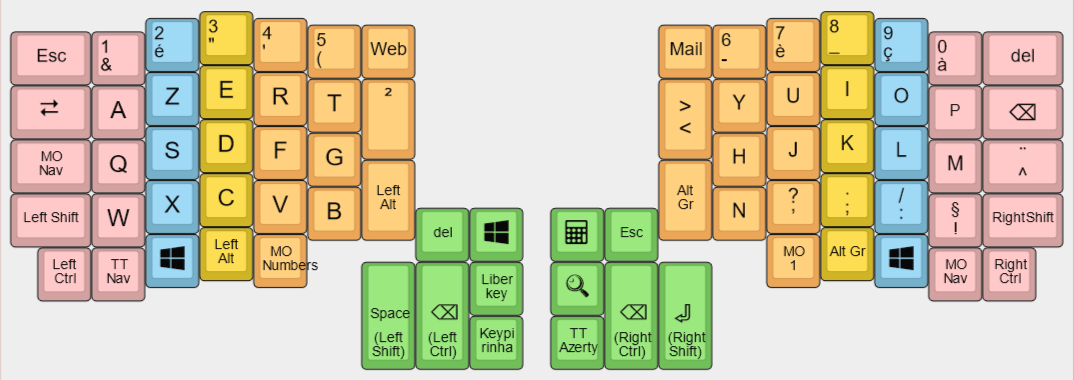 Esc 1 2 3 4 5 Web
& é " ' (
⇄ A Z E R T ²
MO
Nav Q S D F G
Left Shift W X C V B Left
Alt
Left
Ctrl TT
Nav Left
Alt MO
Numbers
del
Space
(Left
Shift)
⌫
(Left
Ctrl)
Liber
key
Keypi
rinha
Mail 6 7 8 9 0 del
- è _ ç à
>
<
Y U I O P ⌫
H J K L M ¨
^
Alt
Gr N ?
, .
; /
: §
! RightShift
MO
1 Alt Gr MO
Nav Right
Ctrl
Esc
TT
Azerty
⌫
(Right
Ctrl)
(Right
Shift)